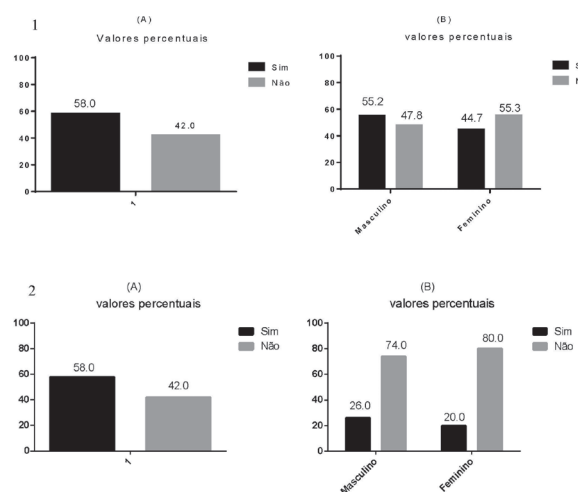 1
(A)
Valores percentuais
Sim
Não
100
80
60
40
20
0
58.0
42.0
1
(B)
valores percentuais
S
N
100
80
60
40
20
0
55.2
47.8
44.7
55.3
Masculino
Feminino
2
(A)
valores percentuais
Sim
Não
100
80
60
40
20
0
58.0
42.0
1
(B)
valores percentuais
Sim
Não
100
80
60
40
20
0
26.0
74.0
20.0
80.0
Masculino
Feminino